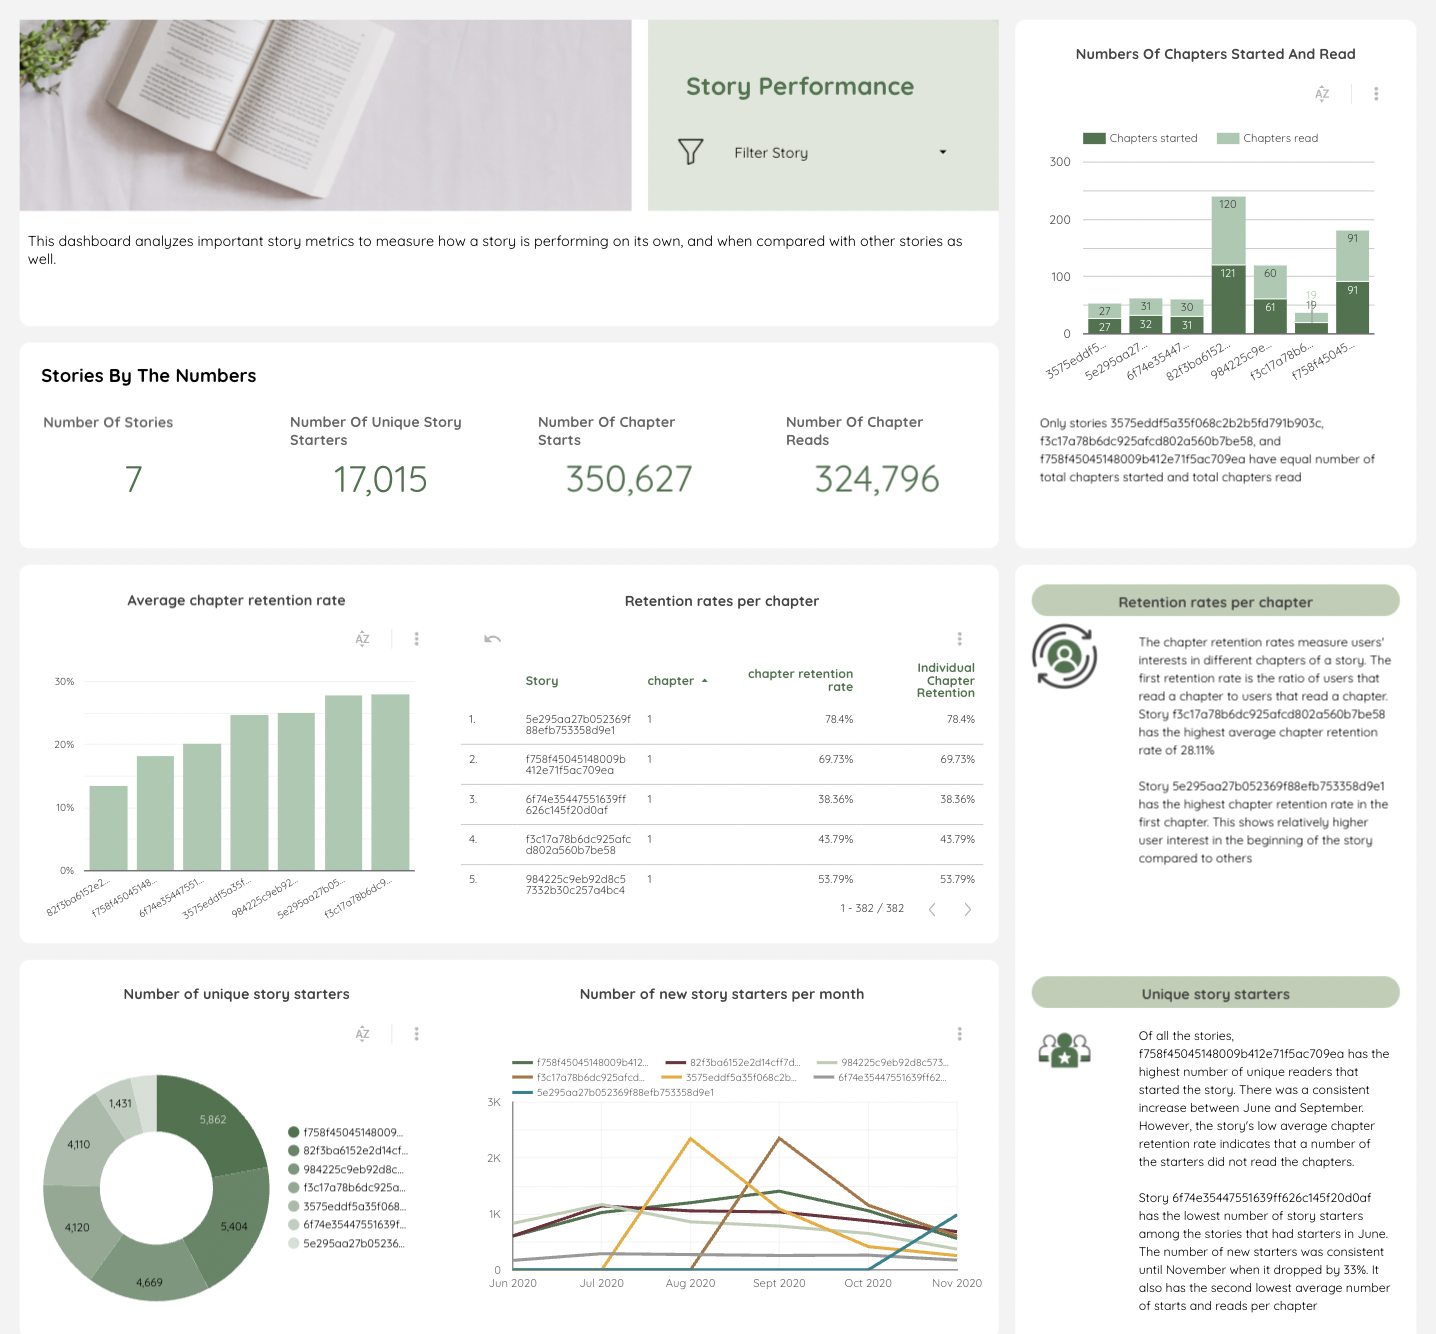 Story Performance
Filter Story
This dashboard analyzes important story metrics to measure how a story is performing on its own, and when compared with other stories as
well.
Stories By The Numbers
Number Of Stories
7
Number Of Unique Story
Starters
17,015
Number Of Chapter
Starts
350,627
Number Of Chapter
Reads
324,796
Numbers Of Chapters Started And Read
AZ
Chapters started
Chapters read
300
200
100
0
27
27
31
32
30
31
120
121
60
61
19
19
91
91
3575eddf5...
5e295aa27...
6f74e35447...
82f3ba6152...
984225c9e...
f3c17a78b6...
f758f45045...
Only stories 3575eddf5a35f068c2b2b5fd791b903c,
f3c17a78b6dc925afcd802a560b7be58, and
f758f45045148009b412e71f5ac709ea have equal number of
total chapters started and total chapters read
Average chapter retention rate
AZ
30%
20%
10%
0%
82f3ba6152e2...
f758f45045148...
6f74e35447551...
3575eddf5a35f...
984225c9eb92...
5e295aa27b05...
f3c17a78b6dc9...
Retention rates per chapter
Story chapter chapter retention rate Individual Chapter Retention
1. 5e295aa27b052369f 1 78.4% 78.4%
88efb753358d9e1
2. f758f45045148009b 1 69.73% 69.73%
412e71f5ac709ea
3. 6f74e35447551639ff 1 38.36% 38.36%
626c145f20d0af
4. f3c17a78b6dc925afc 1 43.79% 43.79%
d802a560b7be58
5. 984225c9eb92d8c5 1 53.79% 53.79%
7332b30c257a4bc4
1 - 382 / 382
Retention rates per chapter
The chapter retention rates measure users'
interests in different chapters of a story. The
first retention rate is the ratio of users that
read a chapter to users that read a chapter.
Story f3c17a78b6dc925afcd802a560b7be58
has the highest average chapter retention
rate of 28.11%
Story 5e295aa27b052369f88efb753358d9e1
has the highest chapter retention rate in the
first chapter. This shows relatively higher
user interest in the beginning of the story
compared to others
Number of unique story starters
AZ
5,862
5,404
4,669
4,120
4,110
1,431
f758f45045148009...
82f3ba6152e2d14cf...
984225c9eb92d8c...
f3c17a78b6dc925a...
3575eddf5a35f068...
6f74e35447551639f...
5e295aa27b05236...
Number of new story starters per month
f758f45045148009b412...
82f3ba6152e2d14cff7d...
984225c9eb92d8c573...
f3c17a78b6dc925afcd...
3575eddf5a35f068c2b...
6f74e35447551639ff62...
5e295aa27b052369f88efb753358d9e1
3K
2K
1K
0
Jun 2020
Jul 2020
Aug 2020
Sept 2020
Oct 2020
Nov 2020
Unique story starters
Of all the stories,
f758f45045148009b412e71f5ac709ea has the
highest number of unique readers that
started the story. There was a consistent
increase between June and September.
However, the story's low average chapter
retention rate indicates that a number of
the starters did not read the chapters.
Story 6f74e35447551639ff626c145f20d0af
has the lowest number of story starters
among the stories that had starters in June.
The number of new starters was consistent
until November when it dropped by 33%. It
also has the second lowest average number
of starts and reads per chapter